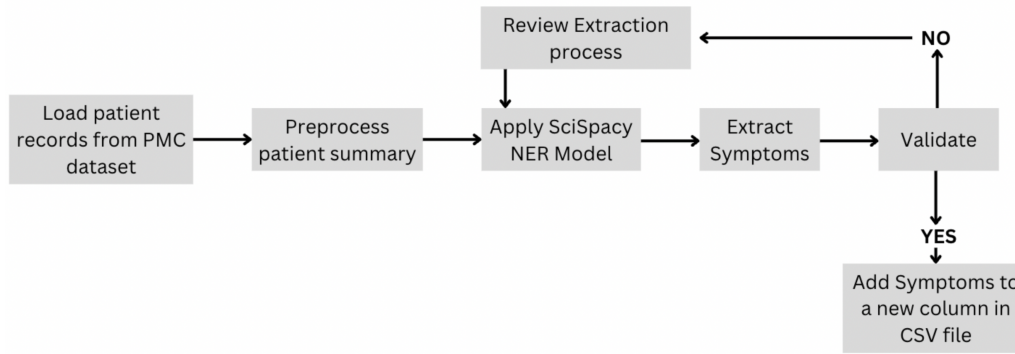 Review Extraction
process
NO
Load patient
records from PMC
dataset
Preprocess
patient summary
Apply SciSpacy
NER Model
Extract
Symptoms
Validate
YES
Add Symptoms to
a new column in
CSV file